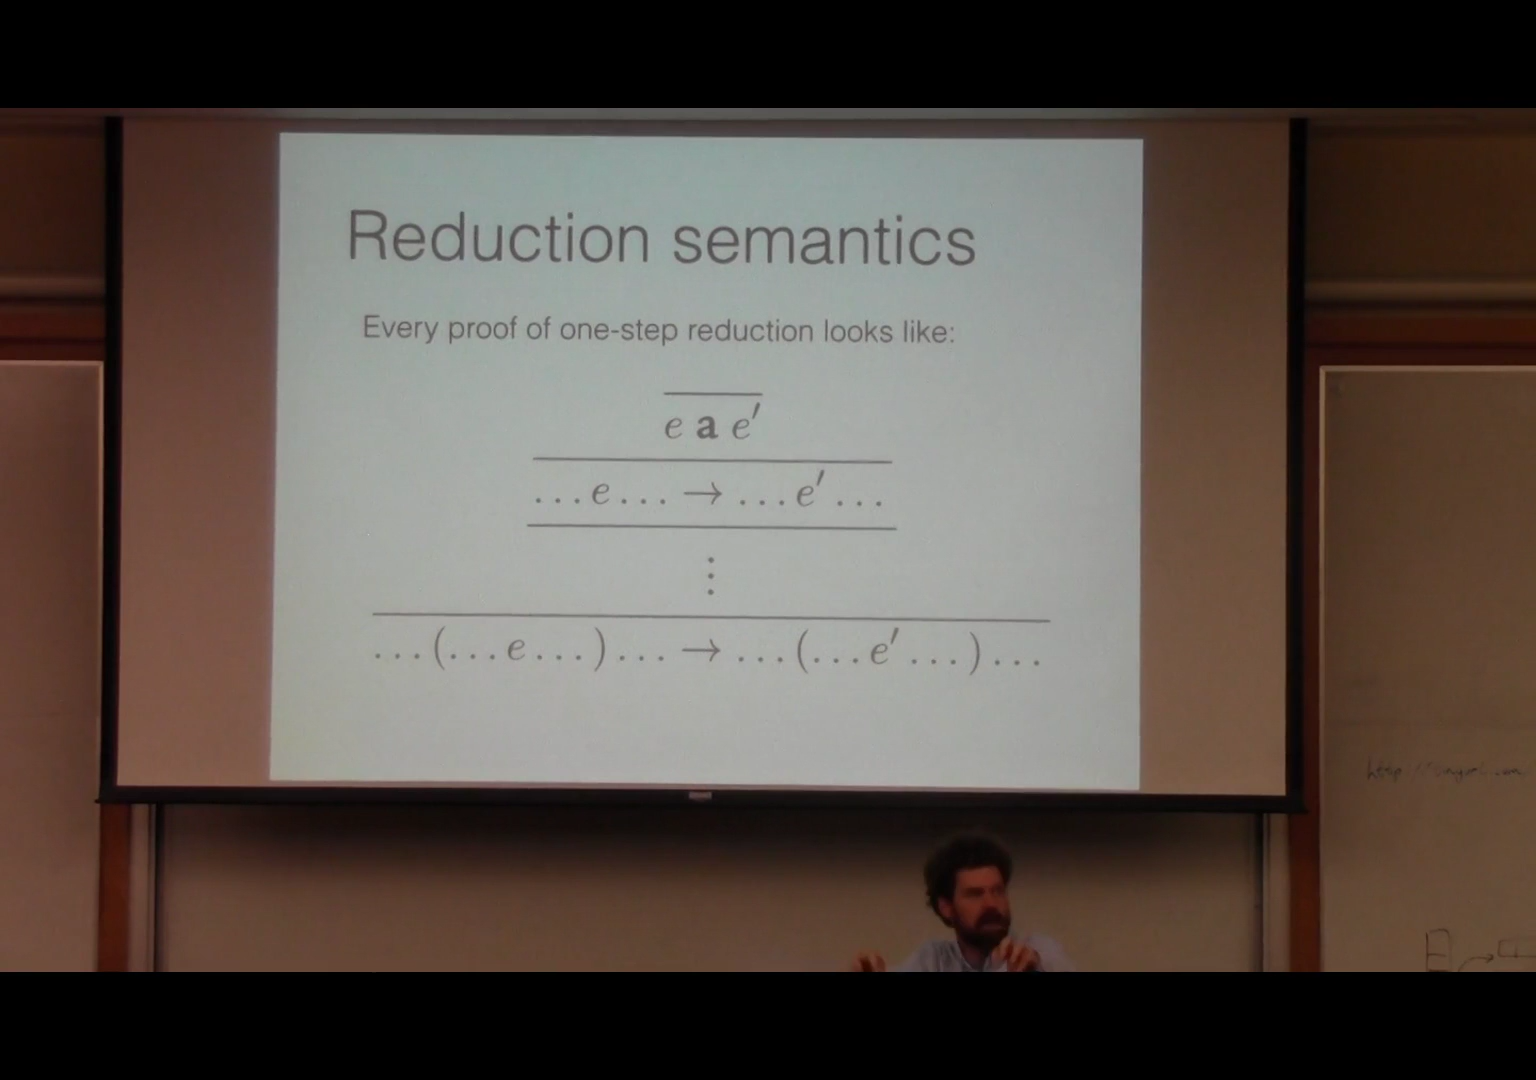 Reduction semantics
Every proof of one-step reduction looks like:
e a e′
...e... → ...e′...
⋮
...(...e...)... → ...(...e′...)...